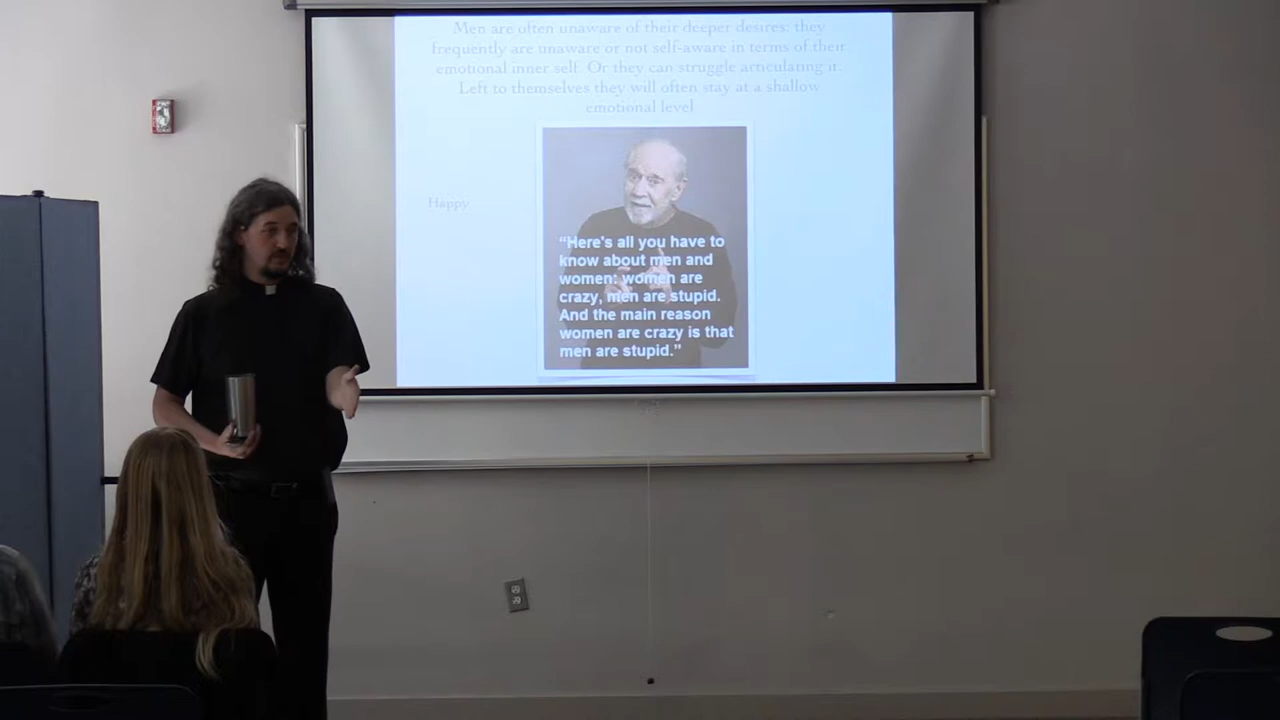 Men are often unaware of their deeper desires: they
frequently are unaware or not self-aware in terms of their
emotional inner self. Or they can struggle articulating it.
Left to themselves they will often stay at a shallow
emotional level
Happy
“Here's all you have to
know about men and
women: women are
crazy, men are stupid.
And the main reason
women are crazy is that
men are stupid.”